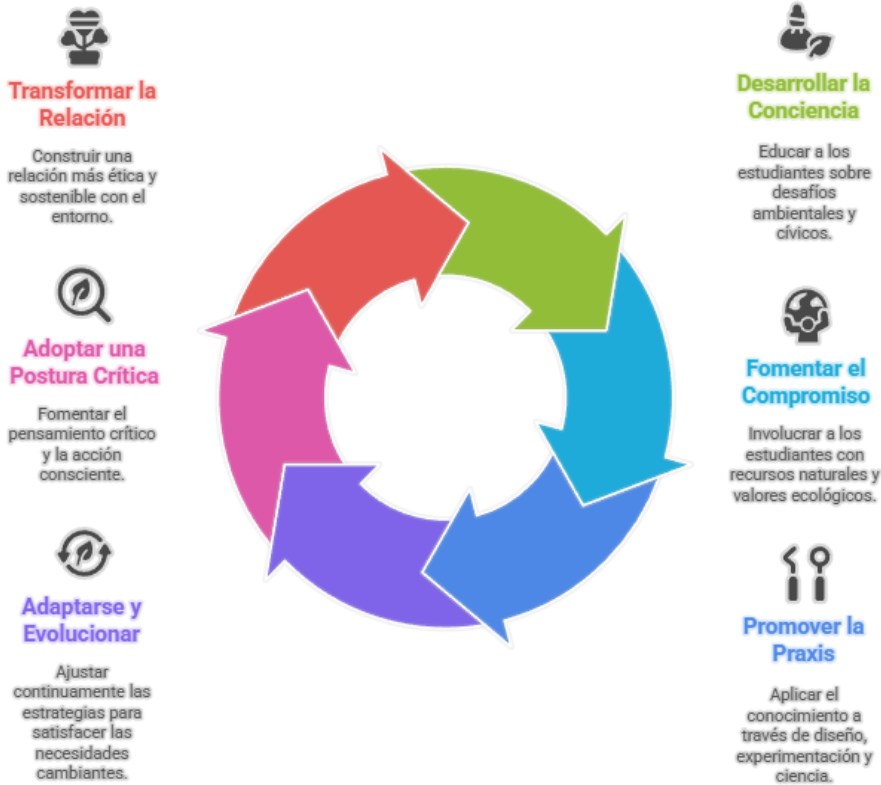 Transformar la
Relación
Construir una
relación más ética y
sostenible con el
entorno.
Adoptar una
Postura Crítica
Fomentar el
pensamiento crítico
y la acción
consciente.
Adaptarse y
Evolucionar
Ajustar
continuamente las
estrategias para
satisfacer las
necesidades
cambiantes.
Desarrollar la
Conciencia
Educar a los
estudiantes sobre
desafíos
ambientales y
cívicos.
Fomentar el
Compromiso
Involucrar a los
estudiantes con
recursos naturales y
valores ecológicos.
Promover la
Praxis
Aplicar el
conocimiento a
través de diseño,
experimentación y
ciencia.